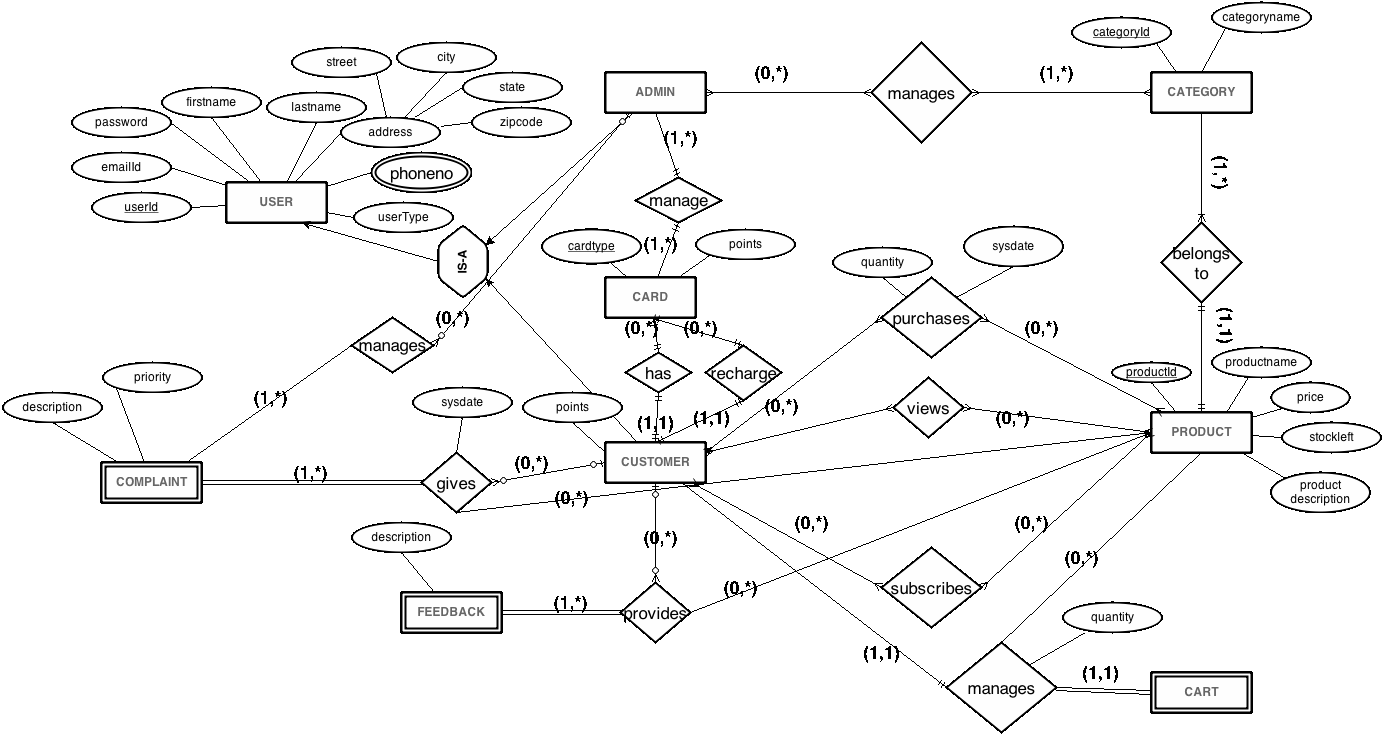 categoryname
categoryId
city
street
(0,*)
(1,*)
state
ADMIN
manages
CATEGORY
firstname
lastname
password
address
zipcode
(1,*)
emailId
phoneno
(1,*)
USER
manage
userId
userType
cardtype
(1,*)
points
sysdate
IS-A
quantity
belongs
to
CARD
(0,*)
manages
(0,*)
(0,*)
purchases
(0,*)
(1,1)
priority
has
recharge
productId
productname
description
(1,*)
sysdate
points
(0,*)
views
(0,*)
price
(1,1)
(1,1)
CUSTOMER
PRODUCT
stockleft
COMPLAINT
(1,*)
gives
(0,*)
(0,*)
product
description
description
(0,*)
(0,*)
(0,*)
(0,*)
subscribes
(0,*)
FEEDBACK
(1,*)
provides
quantity
(1,1)
manages
(1,1)
CART